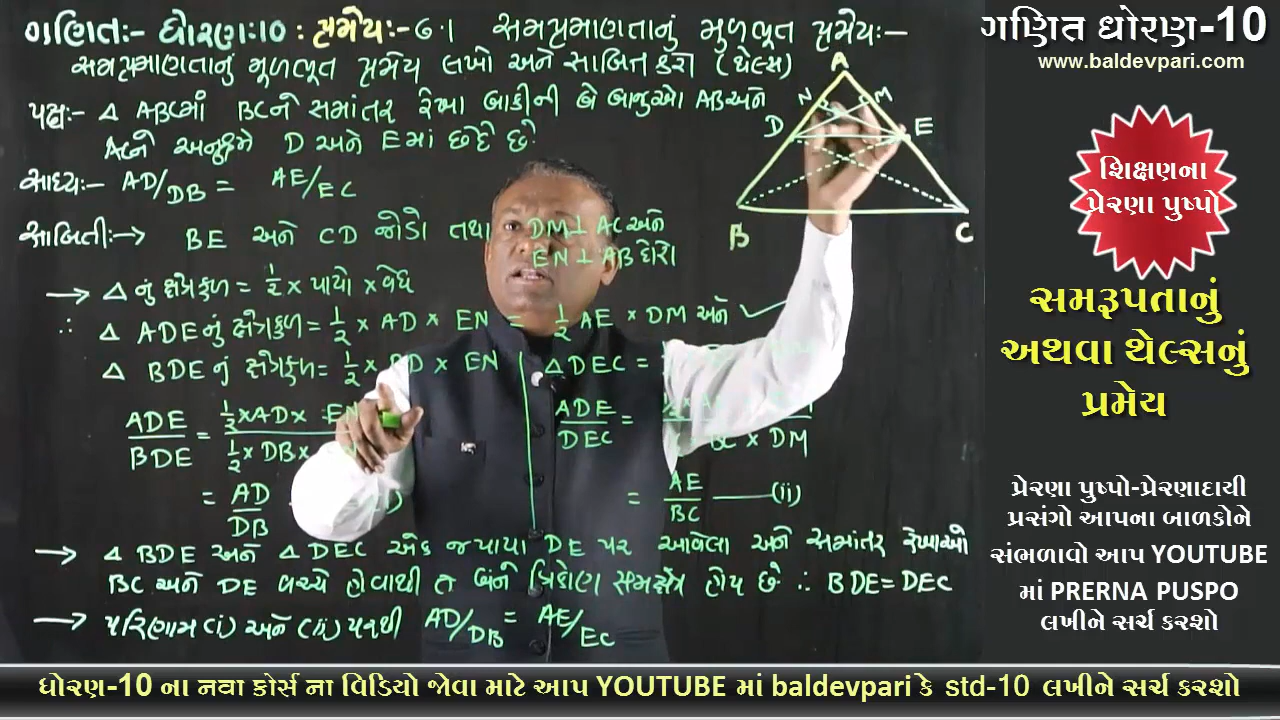 ગણિત:- ધોરણ:10 : પ્રમેય:- ૬.1 સમપ્રમાણતાનું મુળભૂત પ્રમેય:-
સમપ્રમાણતાનું મૂળભૂત પ્રમેય લખો અને સાબિત કરો (થેલ્સ)
પક્ષ:- △ ABCમાં BCને સમાંતર રેખા બાકીની બે બાજુઓ ABઅને
ACને અનુક્રમે D અને E માં છેદે છે.
સાધ્ય:- AD/DB = AE/EC
સાબિતી:→ BE અને CD જોડો તથા DM⊥AC અને
EN⊥AB દોરો
→ △ નું ક્ષેત્રફળ = 1/2 × પાયો × વેધ
∴ △ ADE નું ક્ષેત્રફળ = 1/2 × AD × EN = 1/2 AE × DM અને
△ BDE નું ક્ષેત્રફળ = 1/2 × BD × EN △ DEC =
ADE/BDE = 1/2×AD× EN / 1/2 × DB× ADE/DEC = × DM
= AD/DB = AE/BC (ii)
→ △ BDE અને △ DEC એક જ પાયા DE પર આવેલા અને સમાંતર રેખાઓ
BC અને DE વચ્ચે હોવાથી ત બંને ત્રિકોણ સમક્ષેત્ર હોય છે ∴ BDE = DEC
→ પરિણામ (i) અને (ii) પરથી AD/DB = AE/EC
A
N M
D E
B C
ગણિત ધોરણ-10
www.baldevpari.com
શિક્ષણના
પ્રેરણા પુષ્પો
સમરૂપતાનું
અથવા થેલ્સનું
પ્રમેય
પ્રેરણા પુષ્પો-પ્રેરણાદાયી
પ્રસંગો આપના બાળકોને
સંભળાવો આપ YOUTUBE
માં PRERNA PUSPO
લખીને સર્ચ કરશો
ધોરણ-10 ના નવા કોર્સ ના વિડિયો જોવા માટે આપ YOUTUBE માં baldevpari કે std-10 લખીને સર્ચ કરશો